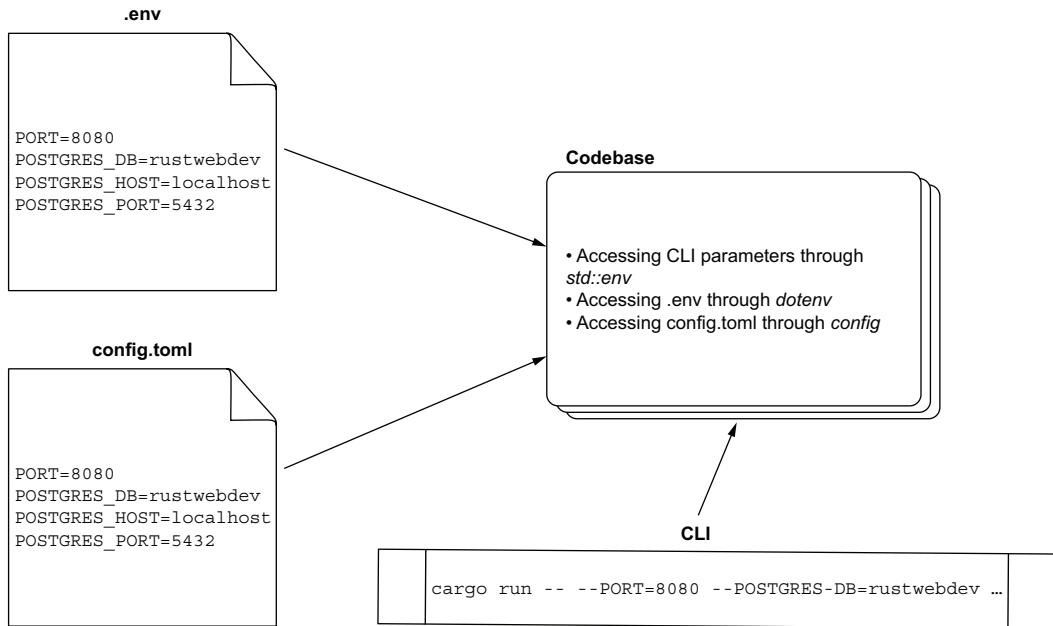 .env
PORT=8080
POSTGRES_DB=rustwebdev
POSTGRES_HOST=localhost
POSTGRES_PORT=5432
Codebase
• Accessing CLI parameters through
std::env
• Accessing .env through dotenv
• Accessing config.toml through config
config.toml
PORT=8080
POSTGRES_DB=rustwebdev
POSTGRES_HOST=localhost
POSTGRES_PORT=5432
CLI
cargo run -- --PORT=8080 --POSTGRES-DB=rustwebdev …